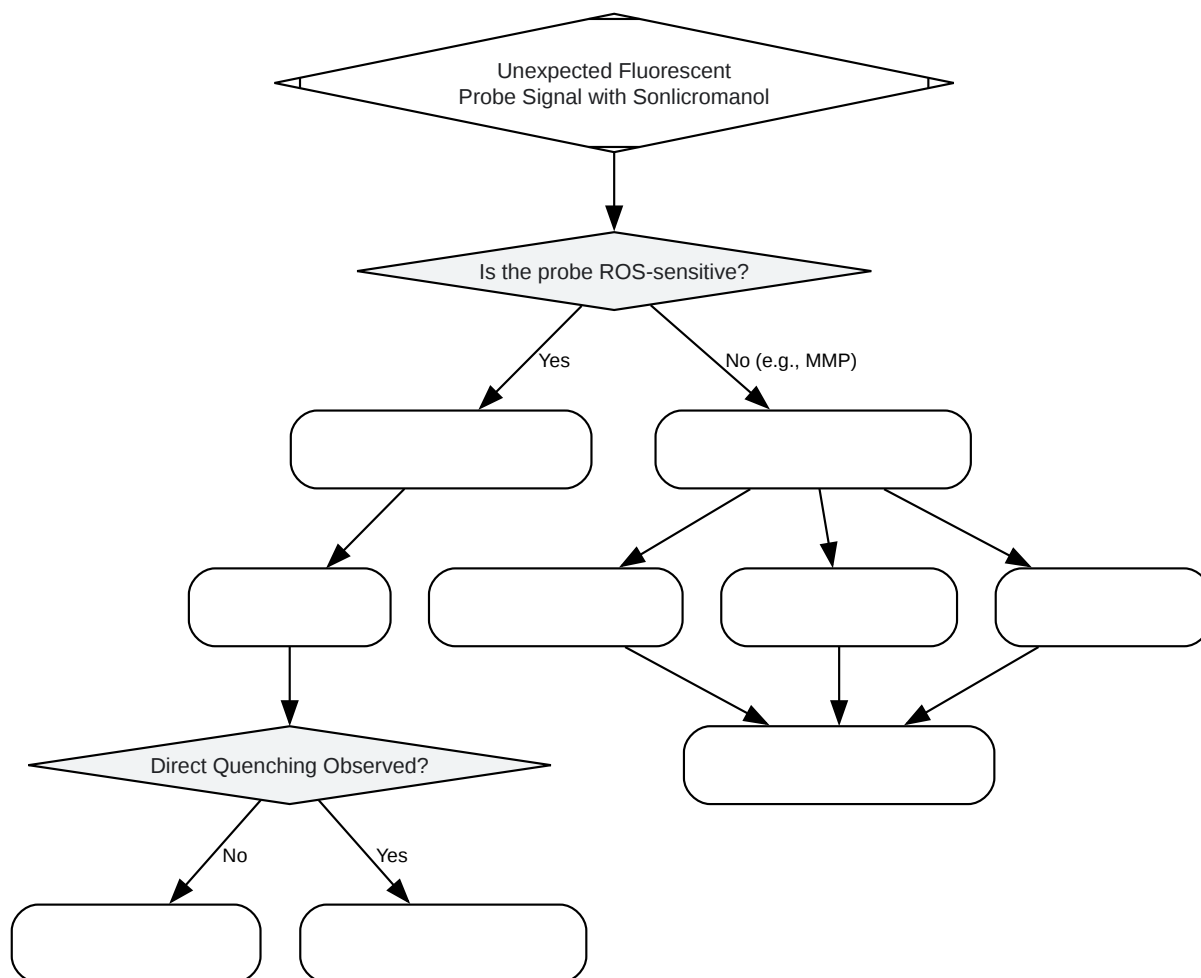 Unexpected Fluorescent
Probe Signal with Sonlicromanol
Is the probe ROS-sensitive?
Yes
No (e.g., MMP)
Direct Quenching Observed?
No
Yes